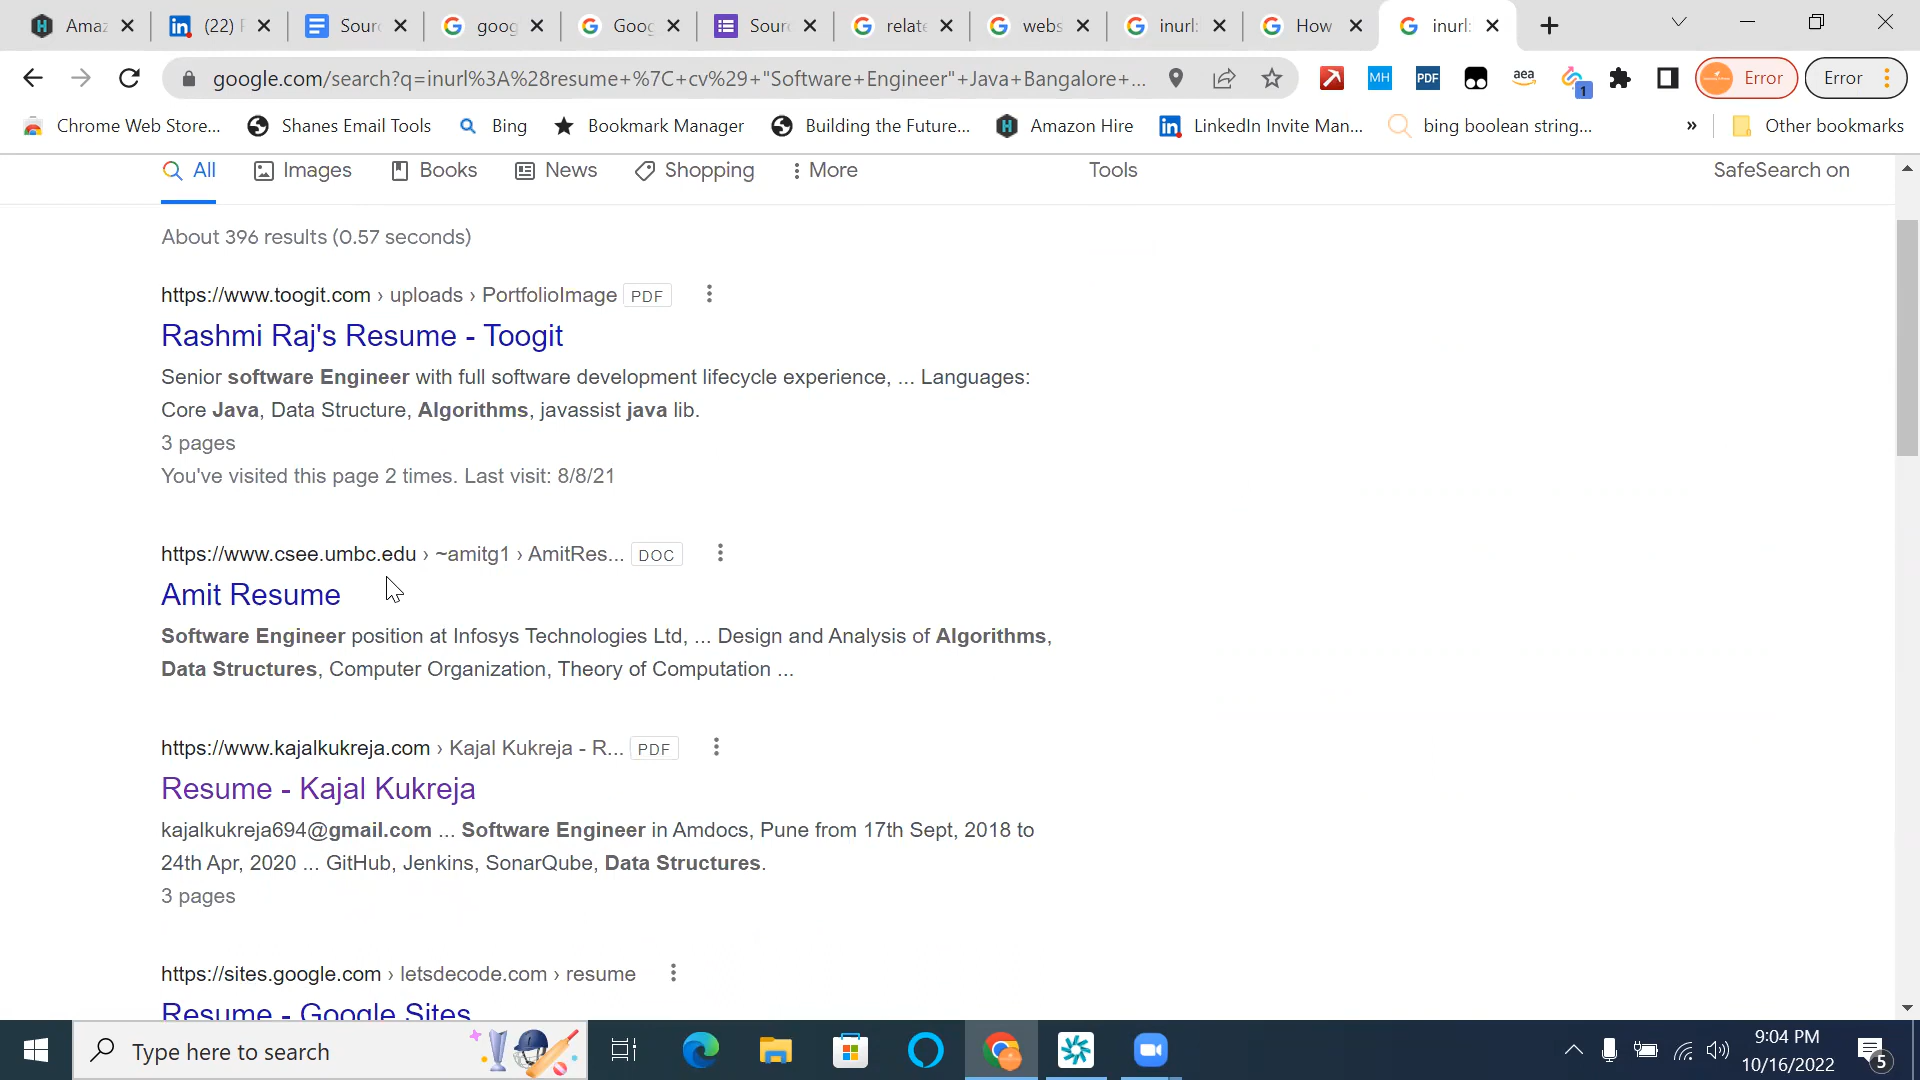 Amaz
(22) F
Sourc
goog
Goog
Sourc
relate
webs
inurl:
How
inurl:
google.com/search?q=inurl%3A%28resume+%7C+cv%29+"Software+Engineer"+Java+Bangalore+...
MH
PDF
aea
1
Error
Error
Chrome Web Store...
Shanes Email Tools
Bing
Bookmark Manager
Building the Future...
Amazon Hire
LinkedIn Invite Man...
bing boolean string...
»
Other bookmarks
All
Images
Books
News
Shopping
More
Tools
SafeSearch on
About 396 results (0.57 seconds)
https://www.toogit.com › uploads › PortfolioImage PDF
Rashmi Raj's Resume - Toogit
Senior software Engineer with full software development lifecycle experience, ... Languages:
Core Java, Data Structure, Algorithms, javassist java lib.
3 pages
You've visited this page 2 times. Last visit: 8/8/21
https://www.csee.umbc.edu › ~amitg1 › AmitRes... DOC
Amit Resume
Software Engineer position at Infosys Technologies Ltd, ... Design and Analysis of Algorithms,
Data Structures, Computer Organization, Theory of Computation ...
https://www.kajalkukreja.com › Kajal Kukreja - R... PDF
Resume - Kajal Kukreja
kajalkukreja694@gmail.com ... Software Engineer in Amdocs, Pune from 17th Sept, 2018 to
24th Apr, 2020 ... GitHub, Jenkins, SonarQube, Data Structures.
3 pages
https://sites.google.com › letsdecode.com › resume
Resume - Google Sites
Type here to search
9:04 PM
10/16/2022
5